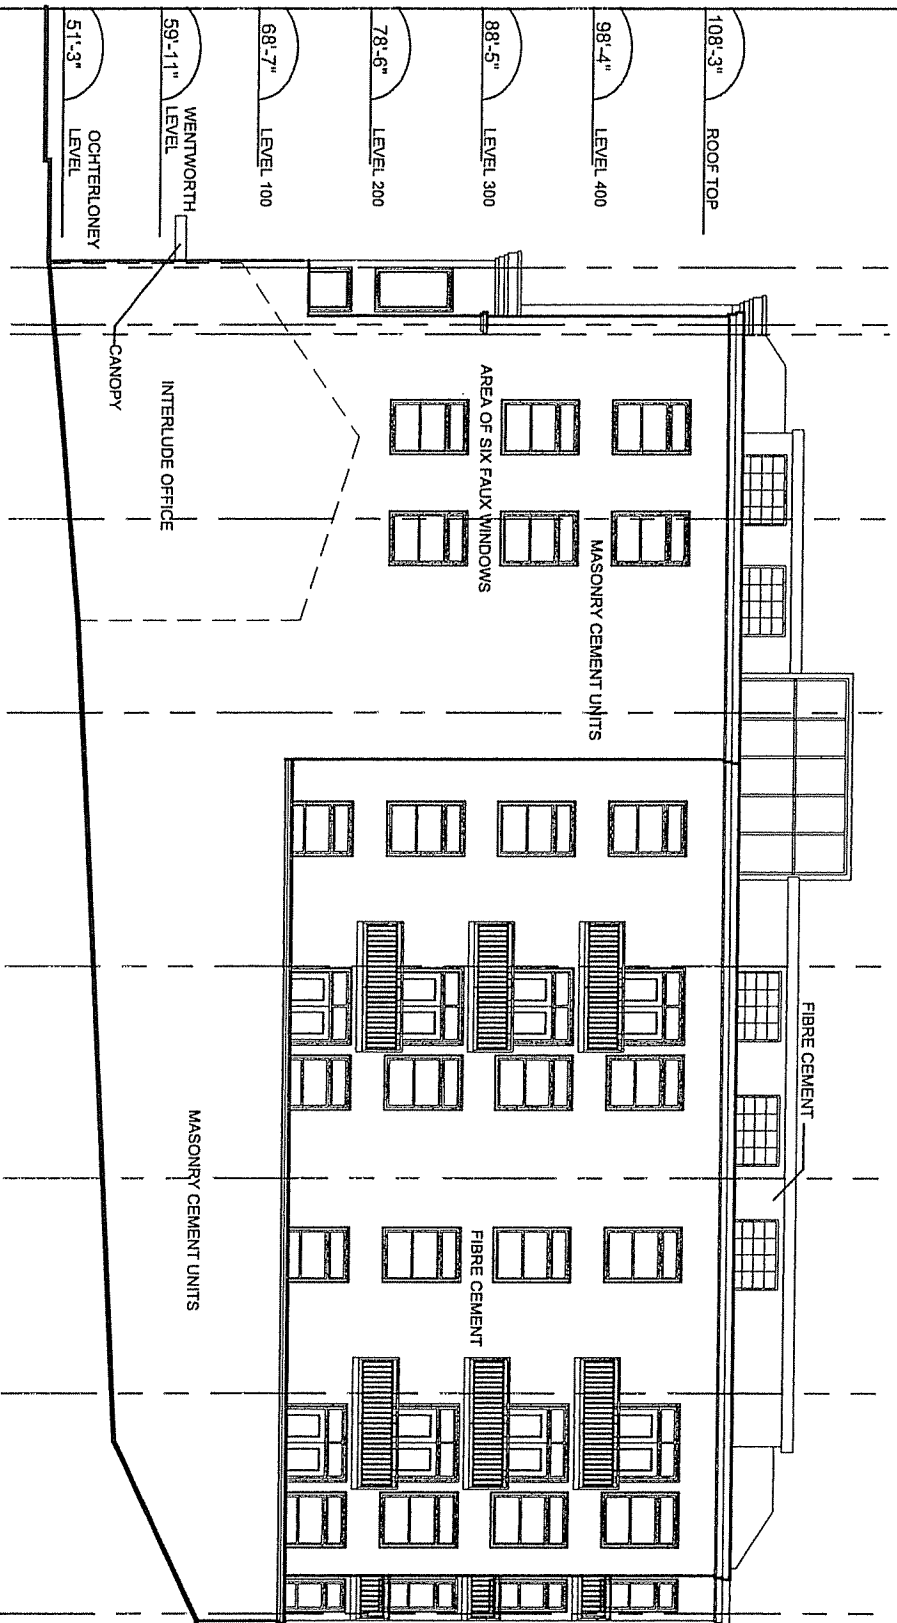 108'-3"
ROOF TOP
98'-4"
LEVEL 400
88'-5"
LEVEL 300
78'-6"
LEVEL 200
68'-7"
LEVEL 100
59'-11"
WENTWORTH
LEVEL
51'-3"
OCHTERLONEY
LEVEL
CANOPY
INTERLUDE OFFICE
AREA OF SIX FAUX WINDOWS
MASONRY CEMENT UNITS
FIBRE CEMENT
FIBRE CEMENT
MASONRY CEMENT UNITS